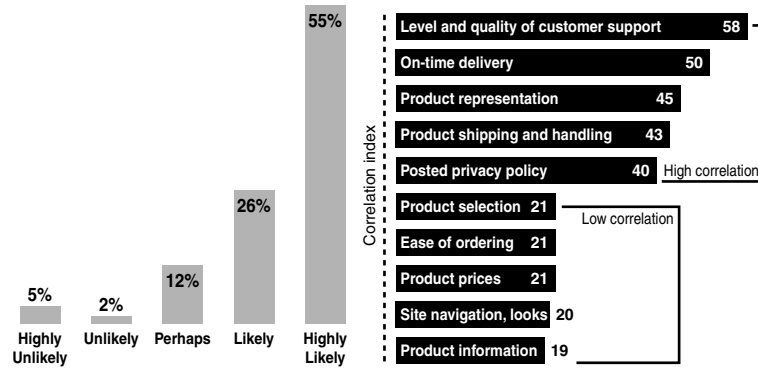 55%
26%
12%
5%
2%
Highly Unlikely
Unlikely
Perhaps
Likely
Highly Likely
Correlation index
Level and quality of customer support 58
On-time delivery 50
Product representation 45
Product shipping and handling 43
Posted privacy policy 40
High correlation
Product selection 21
Low correlation
Ease of ordering 21
Product prices 21
Site navigation, looks 20
Product information 19